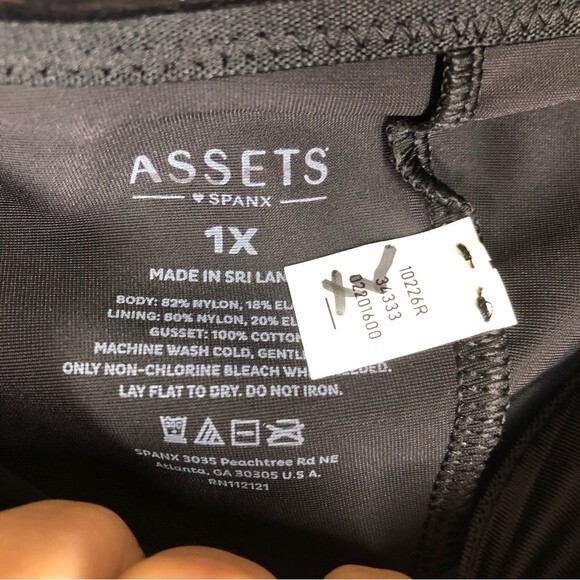 ASSETS
♥ SPANX
1X
MADE IN SRI LAN
BODY: 82% NYLON, 18% EL
LINING: 80% NYLON, 20% E
GUSSET: 100% COTTON
MACHINE WASH COLD, GENTL
ONLY NON-CHLORINE BLEACH WH EDED.
LAY FLAT TO DRY. DO NOT IRON.
SPANX 3035 Peachtree Rd NE
Atlanta, GA 30305 U.S.A.
RN112121
10226R
34333
02201600